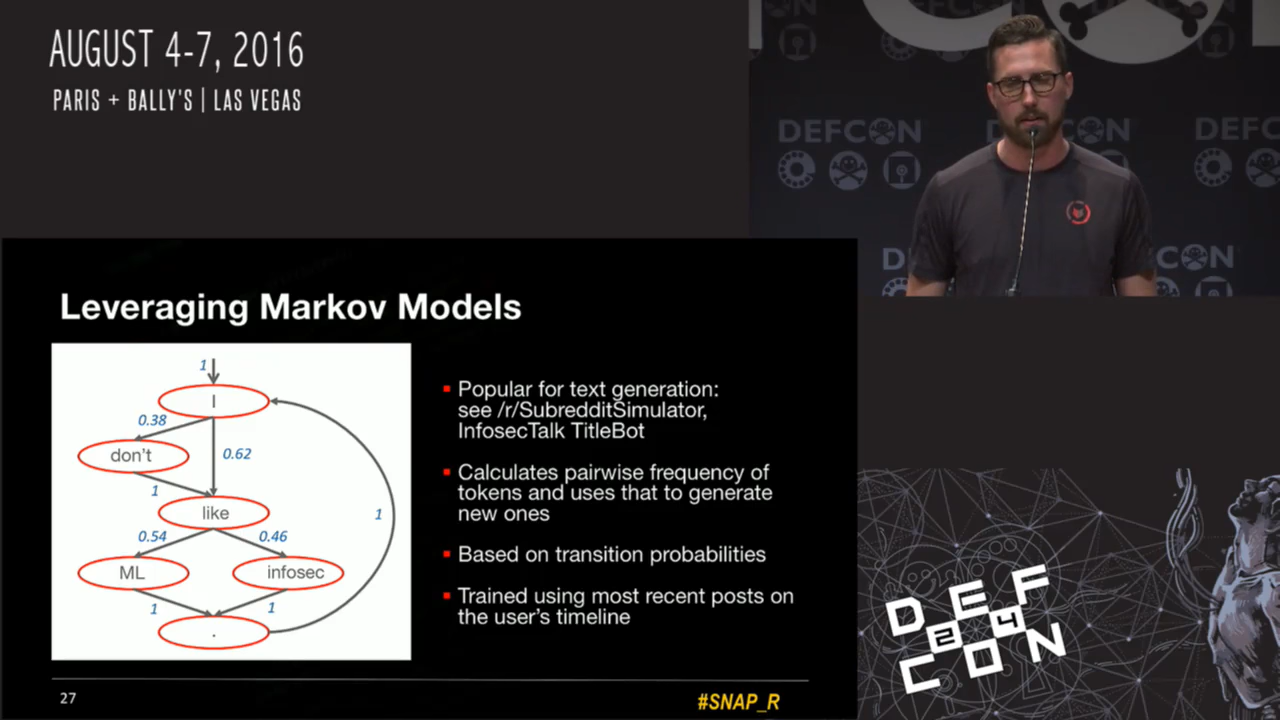 AUGUST 4-7, 2016
PARIS + BALLY'S | LAS VEGAS
DEFCON
DEFCON
Leveraging Markov Models
1
I
0.38
0.62
don't
1
like
0.54
0.46
1
ML
infosec
1
1
.
Popular for text generation:
see /r/SubredditSimulator,
InfosecTalk TitleBot
Calculates pairwise frequency of
tokens and uses that to generate
new ones
Based on transition probabilities
Trained using most recent posts on
the user's timeline
27
#SNAP_R
DEF
24
CON